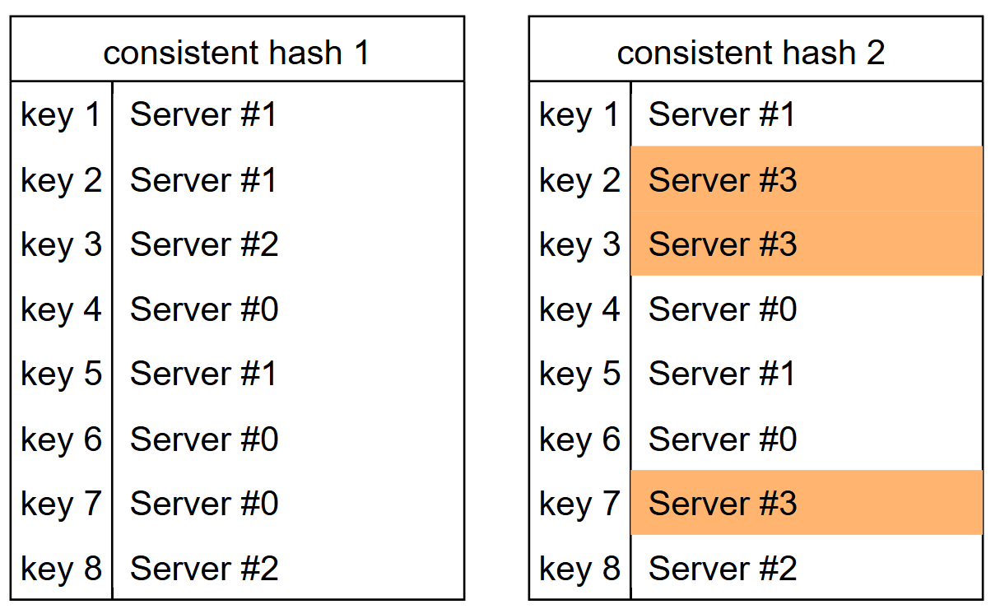 consistent hash 1
key 1 Server #1
key 2 Server #1
key 3 Server #2
key 4 Server #0
key 5 Server #1
key 6 Server #0
key 7 Server #0
key 8 Server #2
consistent hash 2
key 1 Server #1
key 2 Server #3
key 3 Server #3
key 4 Server #0
key 5 Server #1
key 6 Server #0
key 7 Server #3
key 8 Server #2